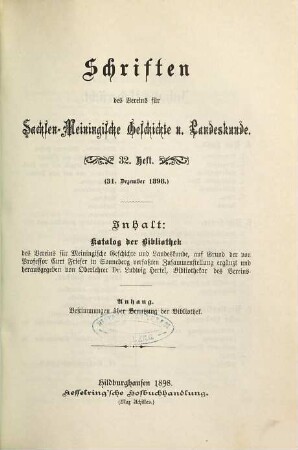 Schriften
des Vereins für
Sachsen-Meiningische Geschichte u. Landeskunde.
32. Heft.
(31. Dezember 1898.)
Inhalt:
Katalog der Bibliothek
des Vereins für Meiningische Geschichte und Landeskunde, auf Grund der von
Professor Kurt in Sonneberg verfaßten Zusammenstellung ergänzt und
herausgegeben von Oberlehrer Dr. Ludwig Hertel, Bibliothekar des Vereins
Anhang.
Bestimmungen über Benutzung der Bibliothek.
Hildburghausen 1898.
Kesselring'sche Hofbuchhandlung.
(Max Achilles).